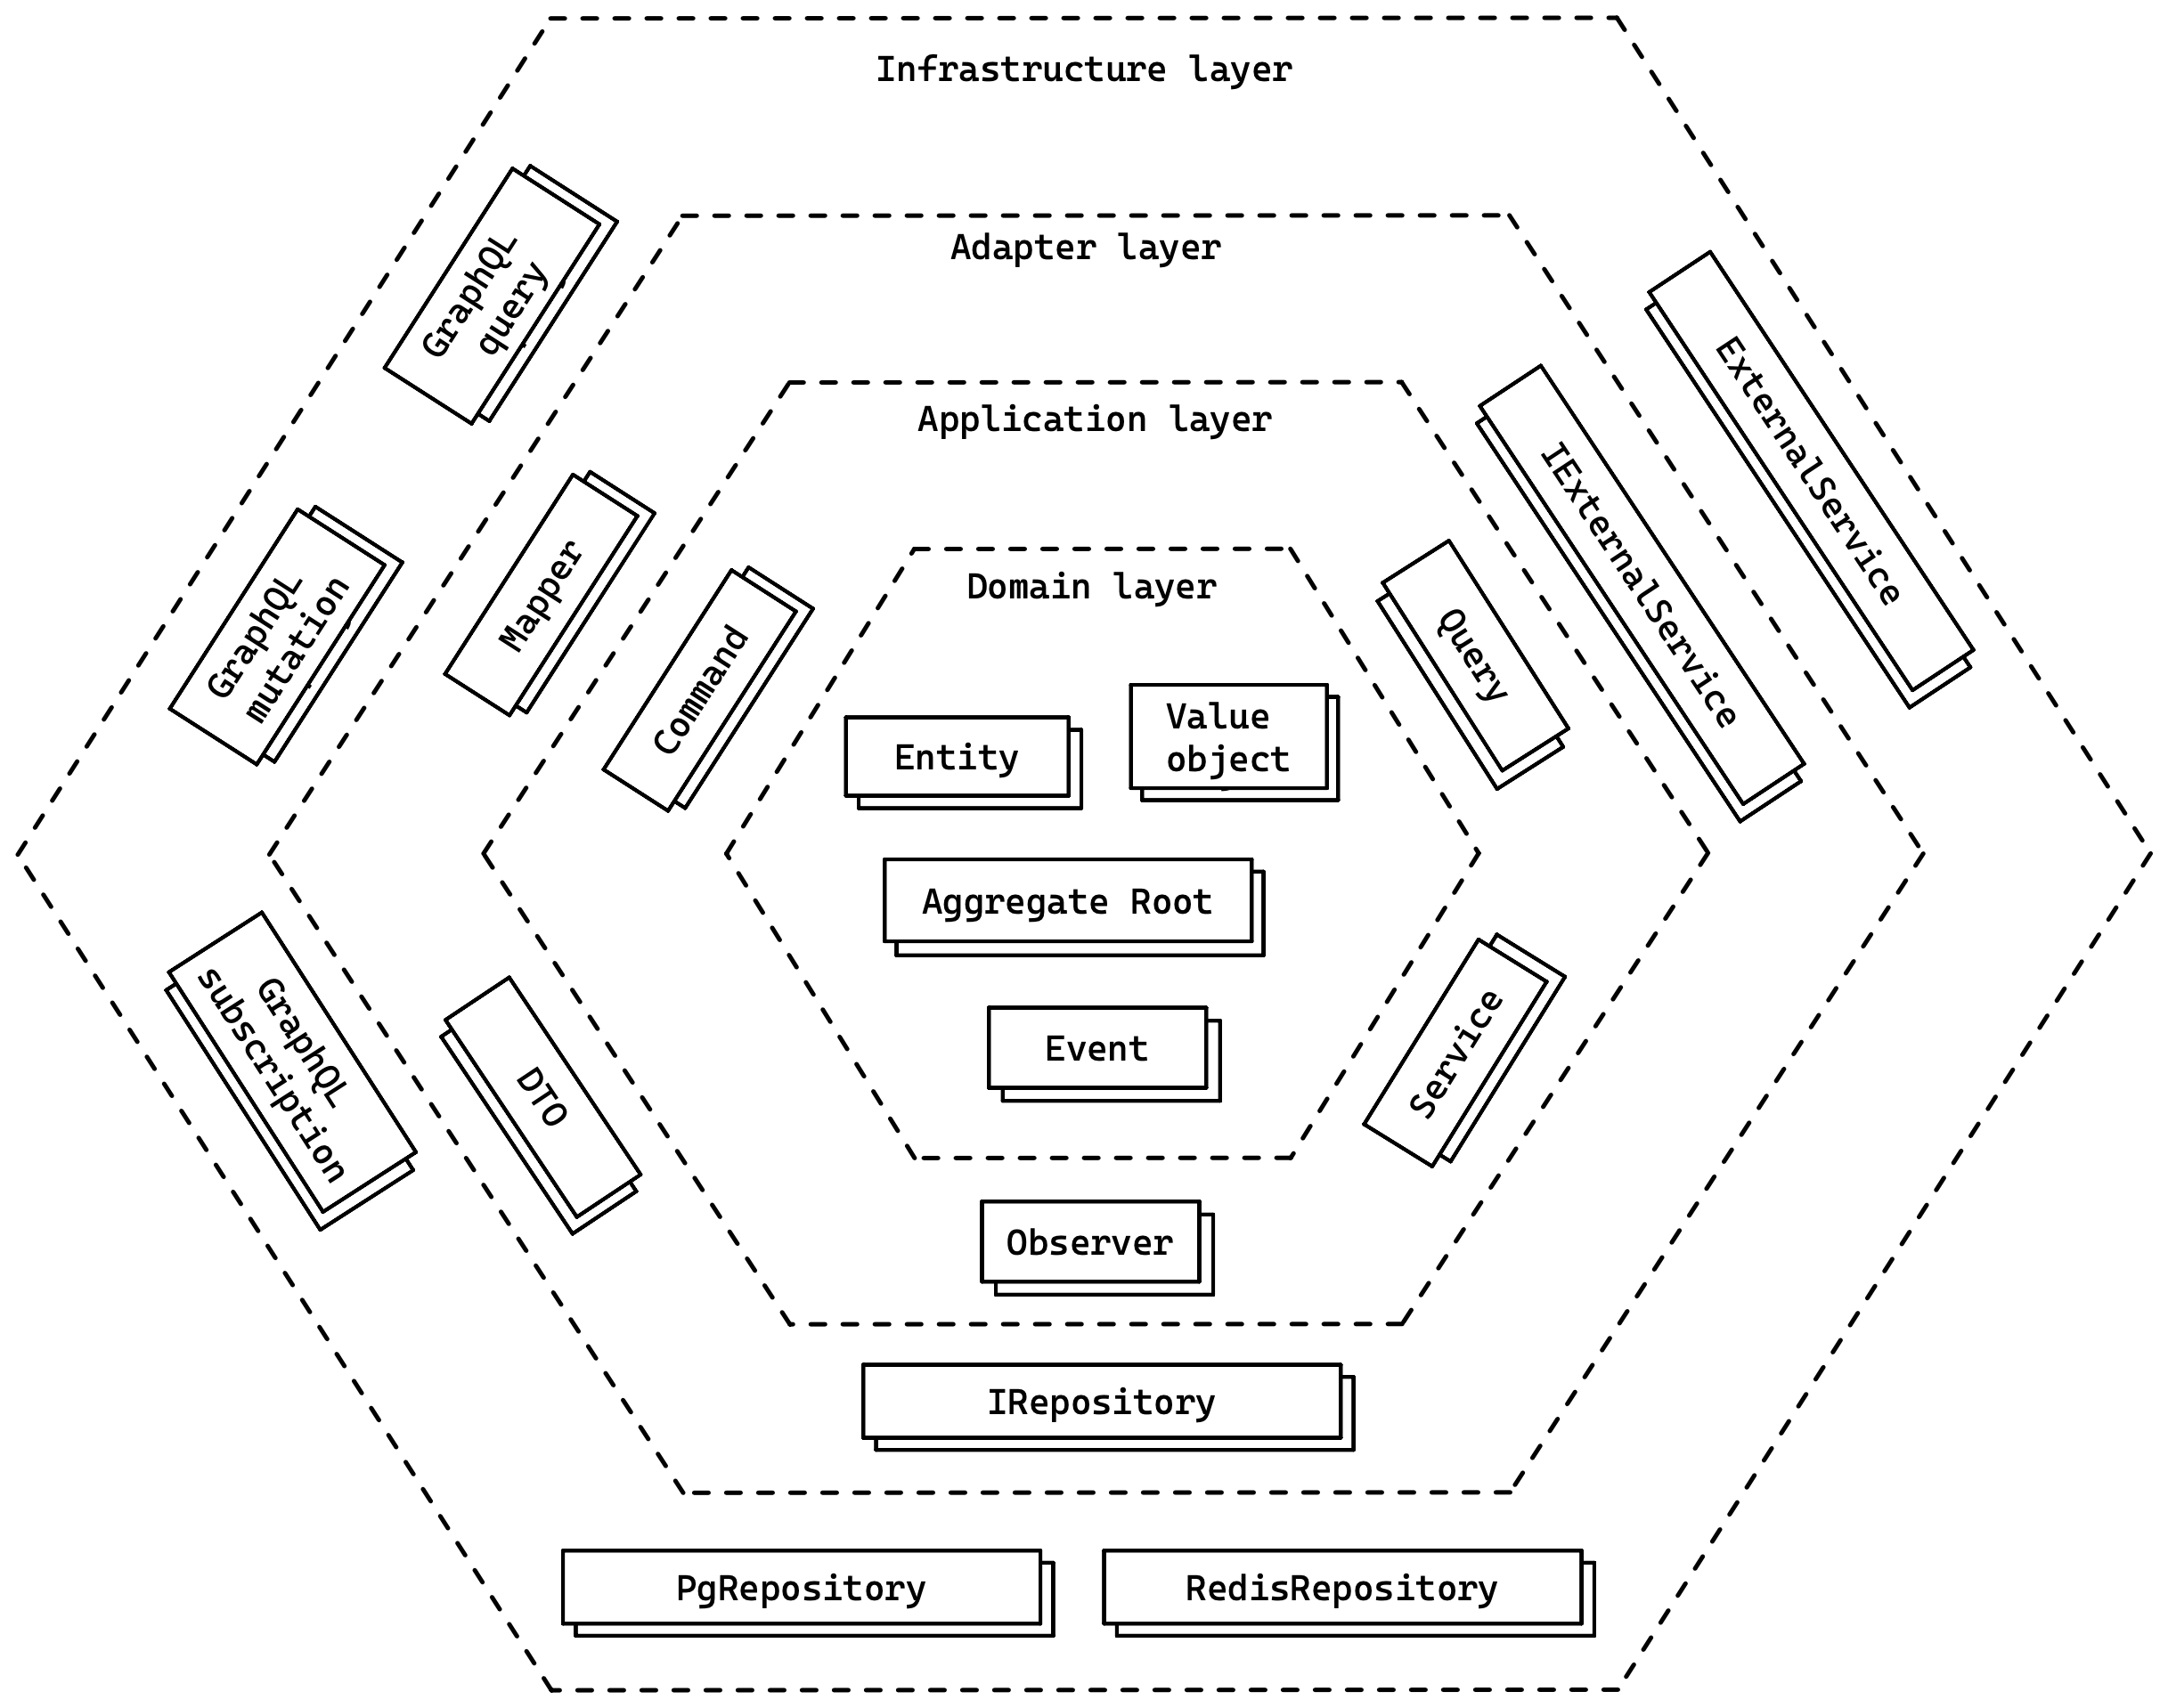 Infrastructure layer
GraphQL
query
Adapter layer
ExternalService
Application layer
IExternalService
GraphQL
mutation
Mapper
Command
Domain layer
Query
Entity
Value
object
Aggregate Root
GraphQL
subscription
DTO
Event
Service
Observer
IRepository
PgRepository
RedisRepository